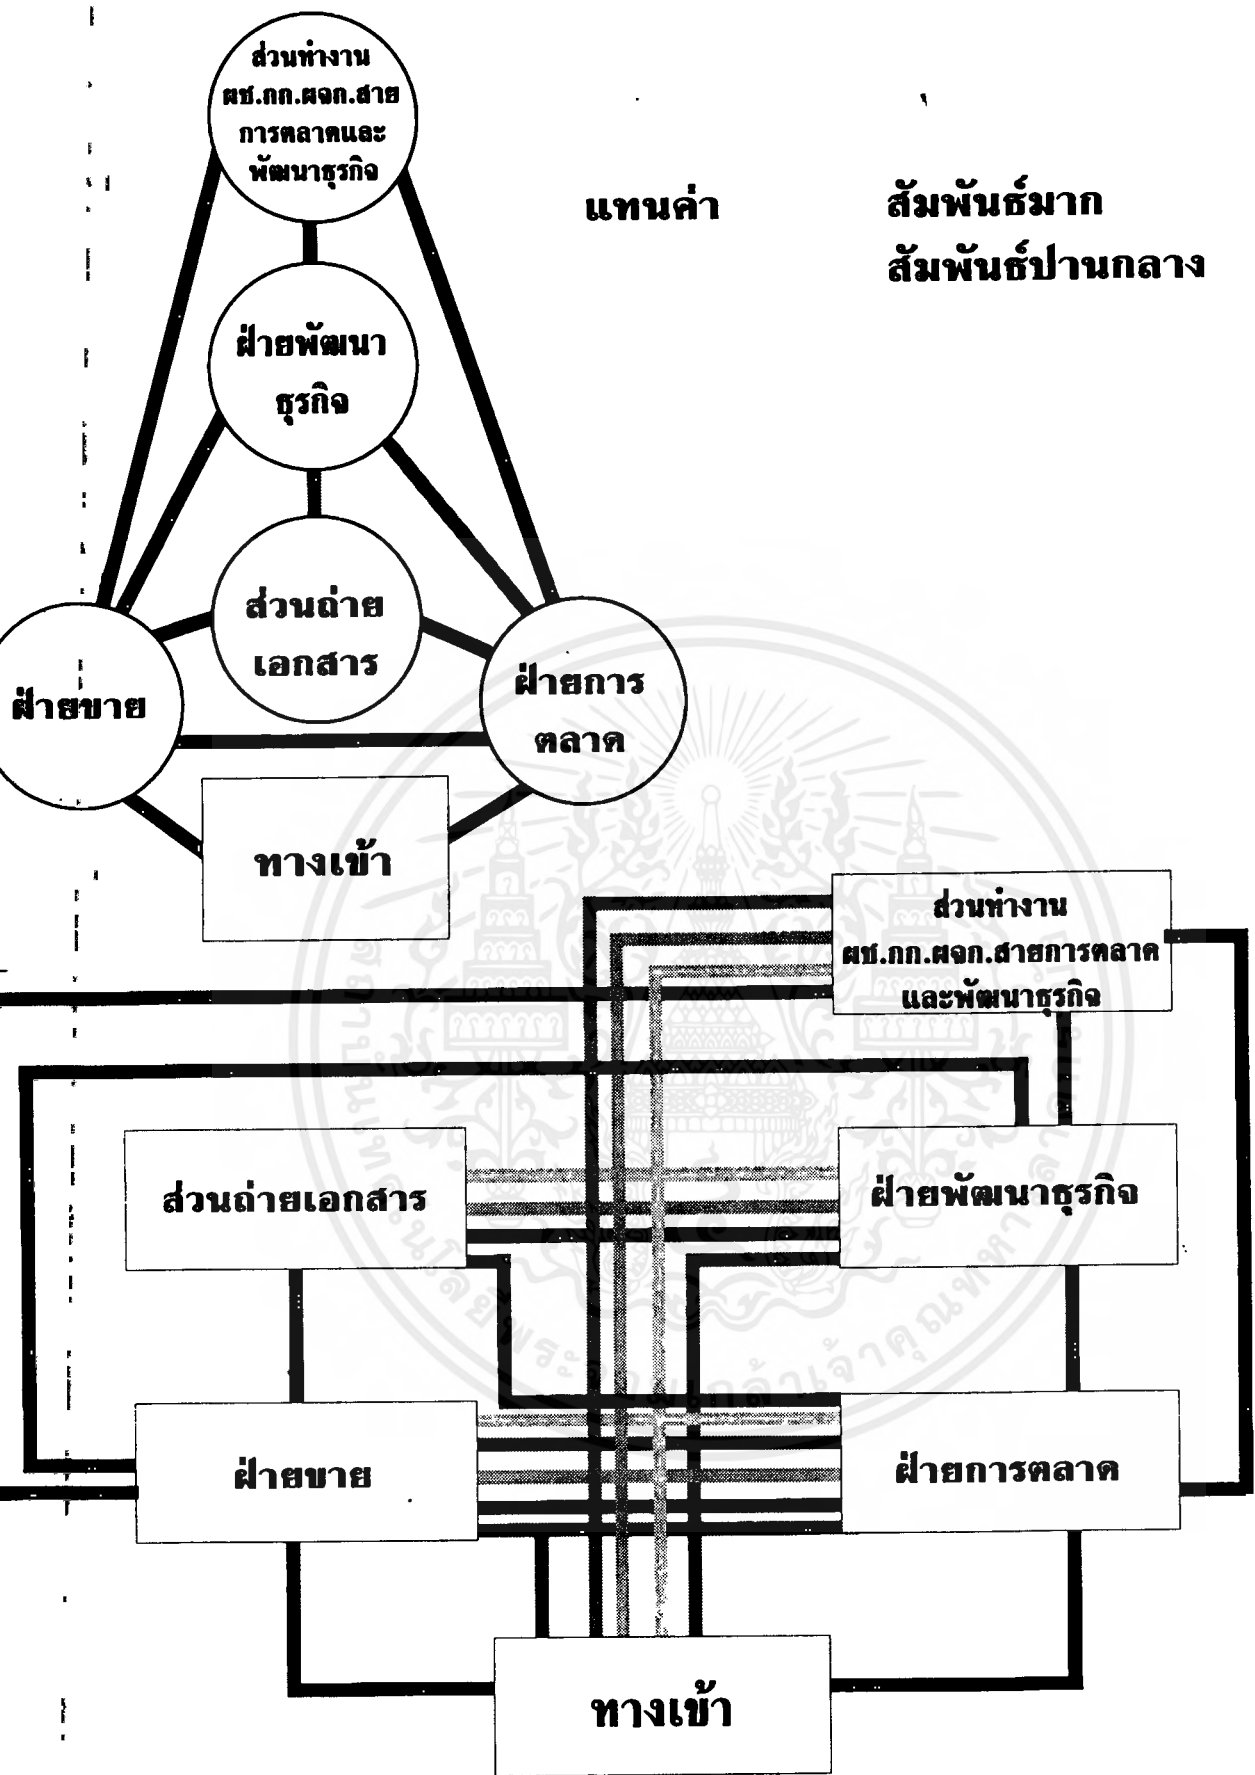 ส่วนทำงาน
ผช.กก.ผจก.สาย
การตลาดและ
พัฒนาธุรกิจ
แทนค่า
สัมพันธ์มาก
สัมพันธ์ปานกลาง
ฝ่ายพัฒนา
ธุรกิจ
ส่วนถ่าย
เอกสาร
ฝ่ายขาย
ฝ่ายการ
ตลาด
ทางเข้า
ส่วนทำงาน
ผช.กก.ผจก.สายการตลาด
และพัฒนาธุรกิจ
ส่วนถ่ายเอกสาร
ฝ่ายพัฒนาธุรกิจ
ฝ่ายขาย
ฝ่ายการตลาด
ทางเข้า